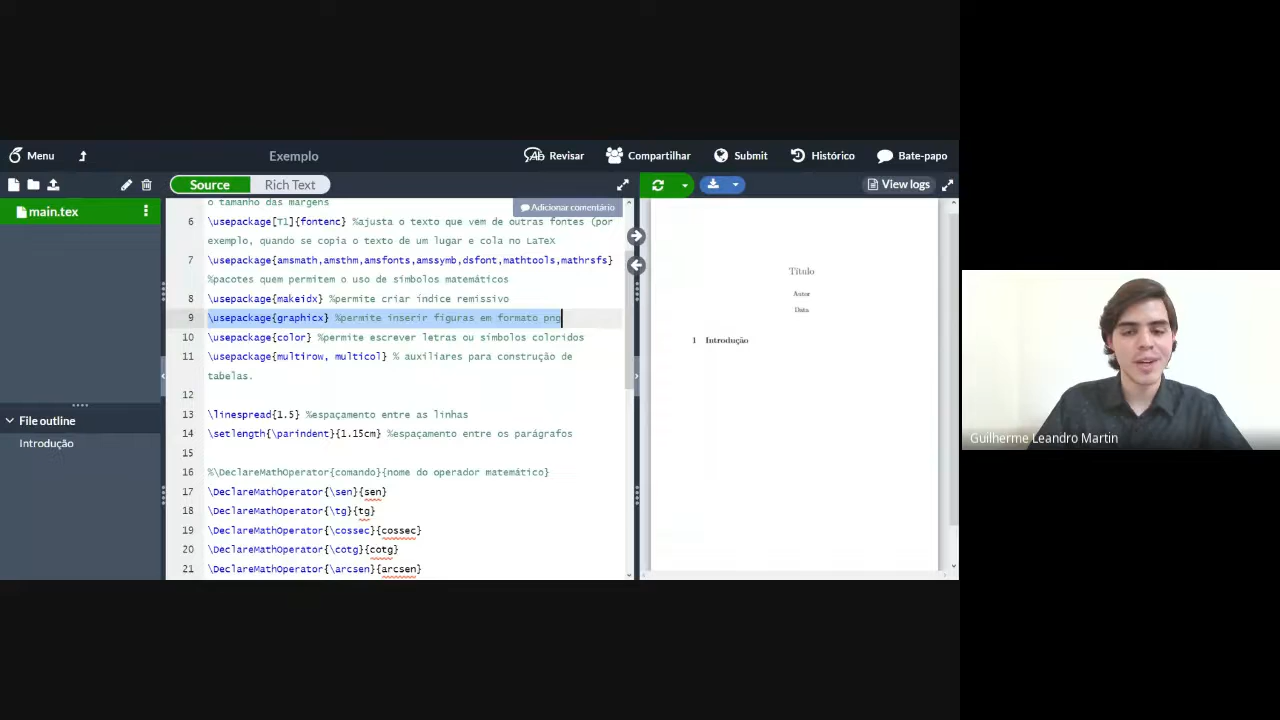 Menu
Exemplo
Revisar
Compartilhar
Submit
Histórico
Bate-papo
Source
Rich Text
View logs
main.tex
Adicionar comentário
o tamanho das margens
6 \usepackage[T1]{fontenc} %ajusta o texto que vem de outras fontes (por
exemplo, quando se copia o texto de um lugar e cola no LaTeX
7 \usepackage{amsmath,amsthm,amsfonts,amssymb,dsfont,mathtools,mathrsfs}
%pacotes quem permitem o uso de símbolos matemáticos
8 \usepackage{makeidx} %permite criar índice remissivo
9 \usepackage{graphicx} %permite inserir figuras em formato png
10 \usepackage{color} %permite escrever letras ou símbolos coloridos
11 \usepackage{multirow, multicol} % auxiliares para construção de
tabelas.
12
13 \linespread{1.5} %espaçamento entre as linhas
14 \setlength{\parindent}{1.15cm} %espaçamento entre os parágrafos
15
16 %\DeclareMathOperator{comando}{nome do operador matemático}
17 \DeclareMathOperator{\sen}{sen}
18 \DeclareMathOperator{\tg}{tg}
19 \DeclareMathOperator{\cossec}{cossec}
20 \DeclareMathOperator{\cotg}{cotg}
21 \DeclareMathOperator{\arcsen}{arcsen}
File outline
Introdução
Título
Autor
Data
1 Introdução
Guilherme Leandro Martin